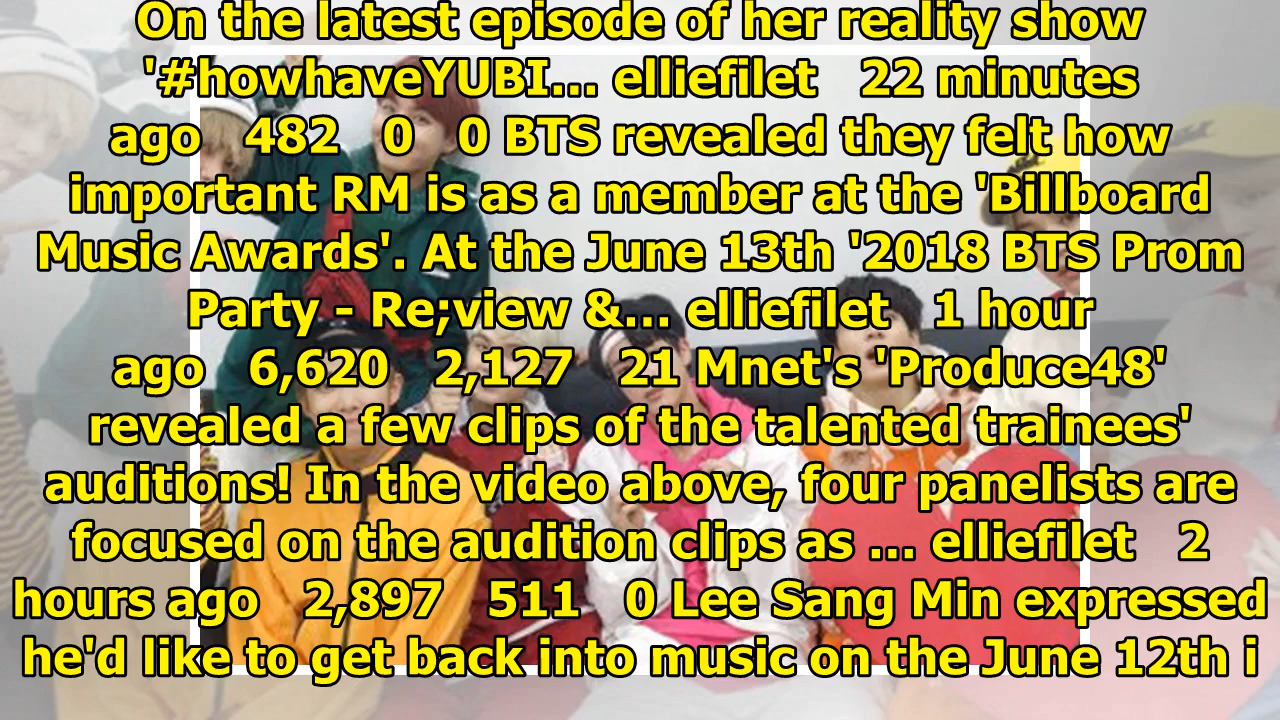 On the latest episode of her reality show
'#howhaveYUBI... elliefilet   22 minutes
ago   482   0   0 BTS revealed they felt how
important RM is as a member at the 'Billboard
Music Awards'. At the June 13th '2018 BTS Prom
Party - Re;view &... elliefilet   1 hour
ago   6,620   2,127   21 Mnet's 'Produce48'
revealed a few clips of the talented trainees'
auditions! In the video above, four panelists are
focused on the audition clips as ... elliefilet   2
hours ago   2,897   511   0 Lee Sang Min expressed
he'd like to get back into music on the June 12th i